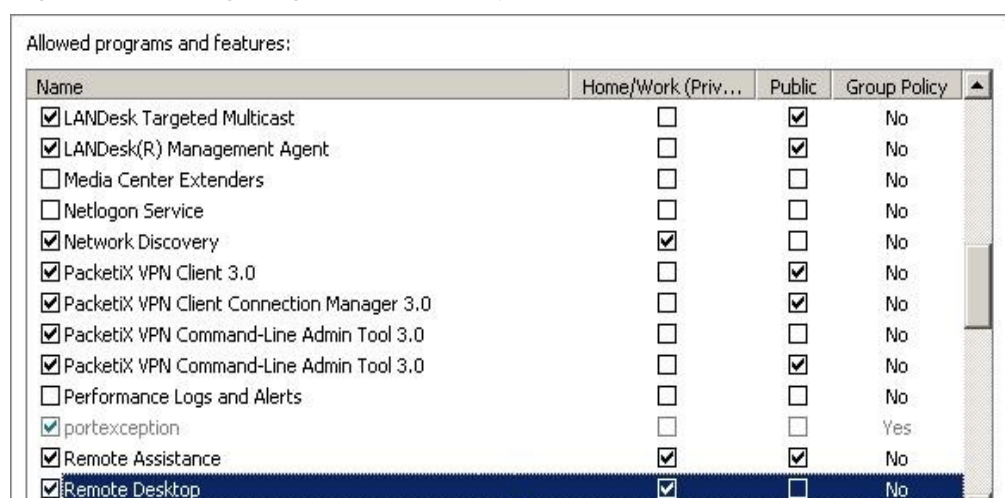 Allowed programs and features:
Name Home/Work (Priv... Public Group Policy
LANDesk Targeted Multicast No
LANDesk(R) Management Agent No
Media Center Extenders No
Netlogon Service No
Network Discovery No
PacketiX VPN Client 3.0 No
PacketiX VPN Client Connection Manager 3.0 No
PacketiX VPN Command-Line Admin Tool 3.0 No
PacketiX VPN Command-Line Admin Tool 3.0 No
Performance Logs and Alerts No
portexception Yes
Remote Assistance No
Remote Desktop No